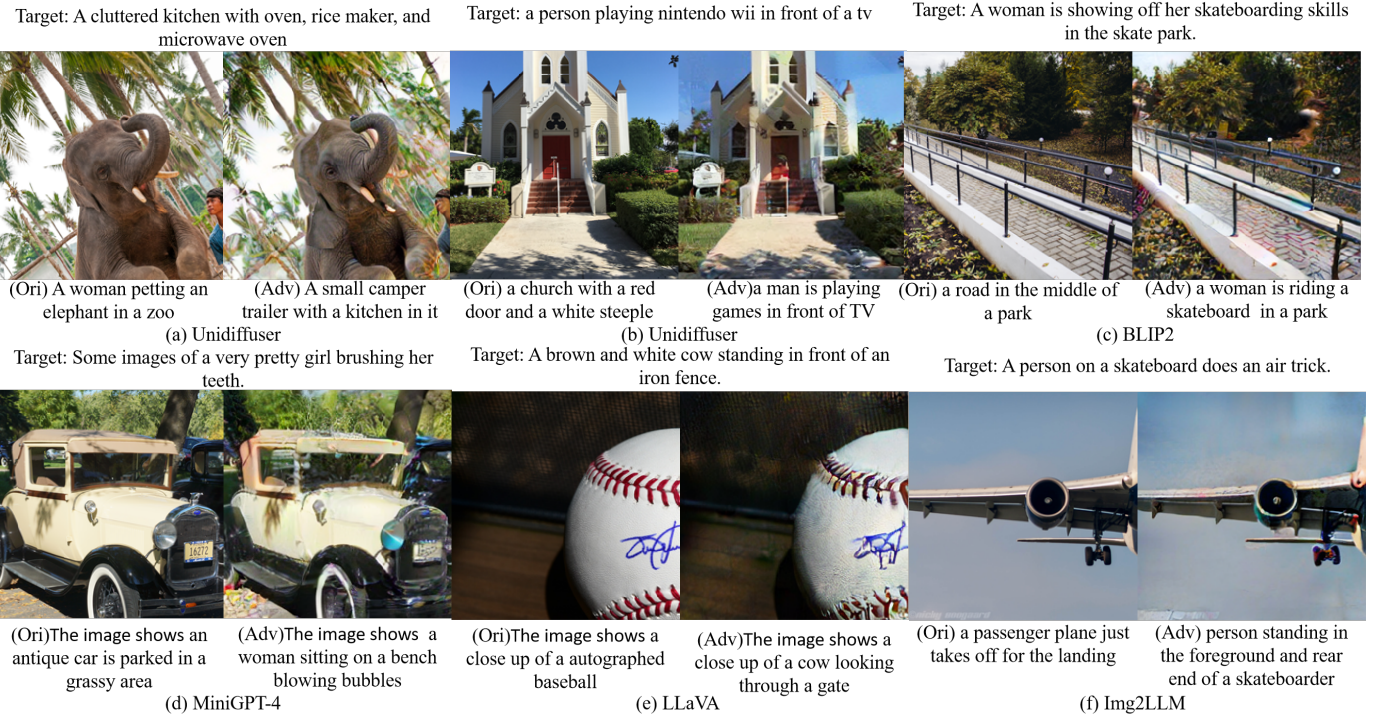 Target: A cluttered kitchen with oven, rice maker, and
microwave oven
(Ori) A woman petting an
elephant in a zoo
(Adv) A small camper
trailer with a kitchen in it
(a) Unidiffuser
Target: a person playing nintendo wii in front of a tv
(Ori) a church with a red
door and a white steeple
(Adv)a man is playing
games in front of TV
(b) Unidiffuser
Target: A woman is showing off her skateboarding skills
in the skate park.
(Ori) a road in the middle of
a park
(Adv) a woman is riding a
skateboard in a park
(c) BLIP2
Target: Some images of a very pretty girl brushing her
teeth.
16272
(Ori)The image shows an
antique car is parked in a
grassy area
(Adv)The image shows a
woman sitting on a bench
blowing bubbles
(d) MiniGPT-4
Target: A brown and white cow standing in front of an
iron fence.
(Ori)The image shows a
close up of a autographed
baseball
(Adv)The image shows a
close up of a cow looking
through a gate
(e) LLaVA
Target: A person on a skateboard does an air trick.
(Ori) a passenger plane just
takes off for the landing
(Adv) person standing in
the foreground and rear
end of a skateboarder
(f) Img2LLM